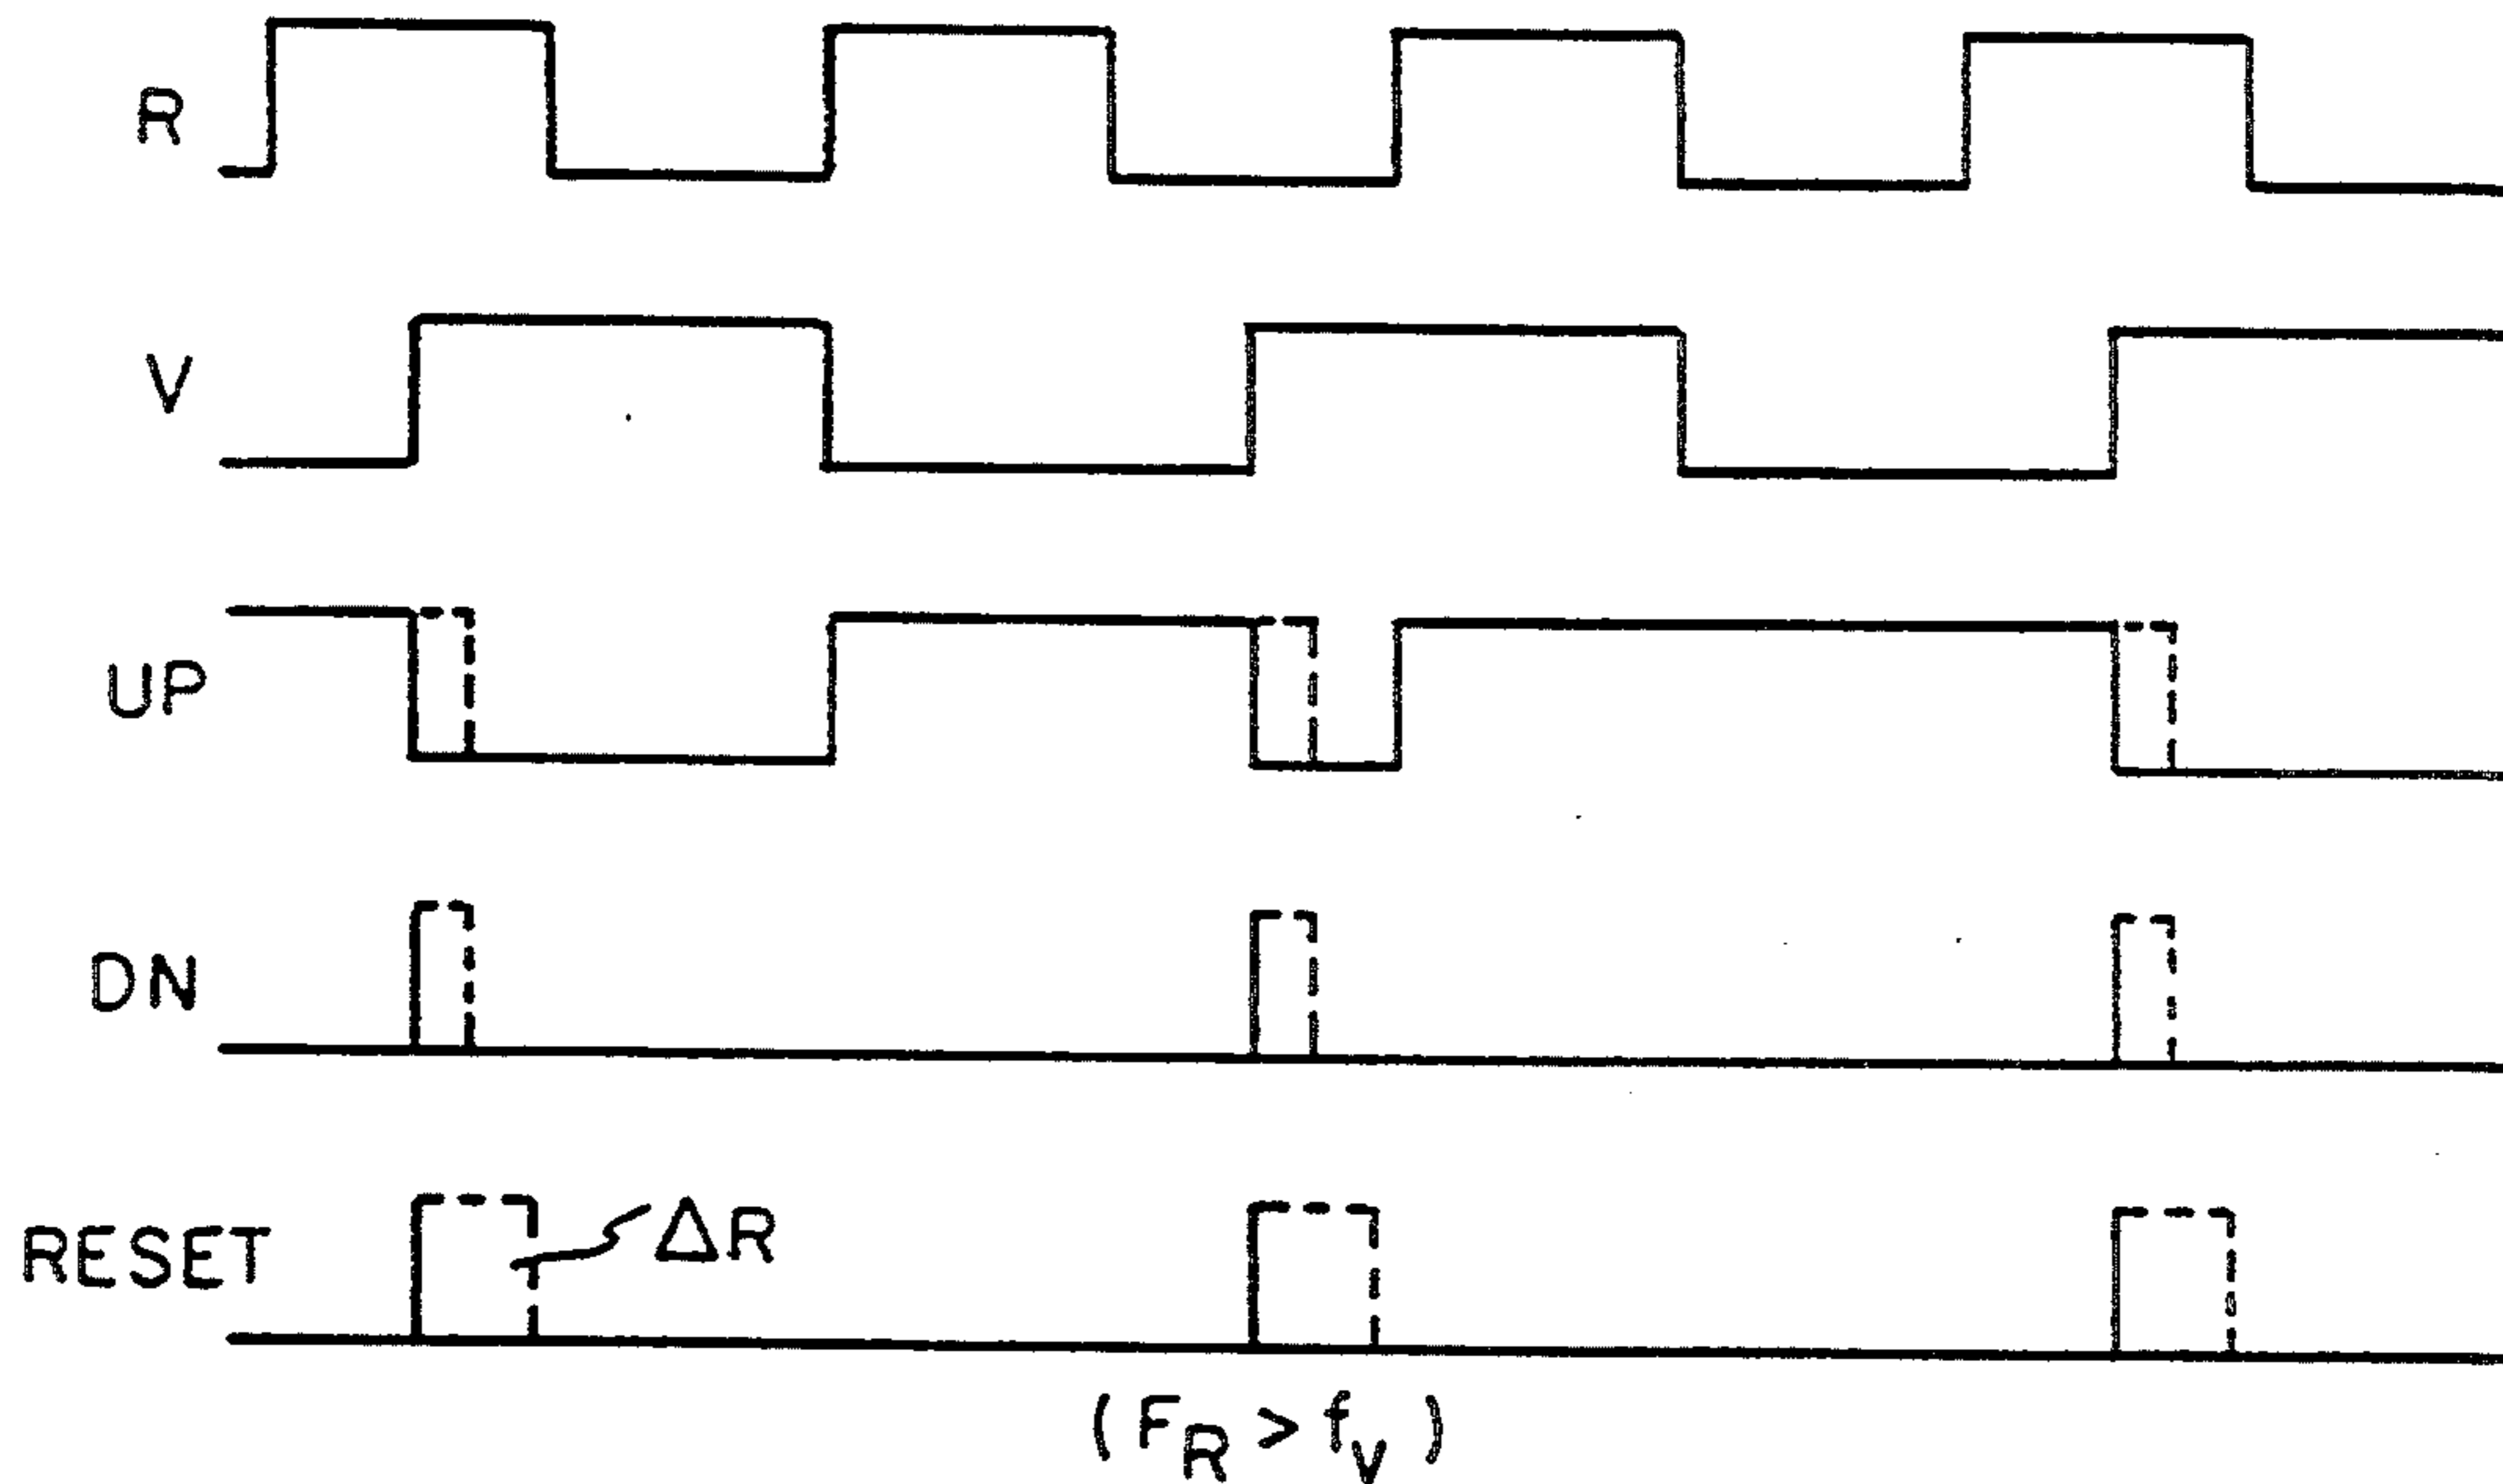 R
V
UP
DN
RESET
ΔR
(F_R > f_V)